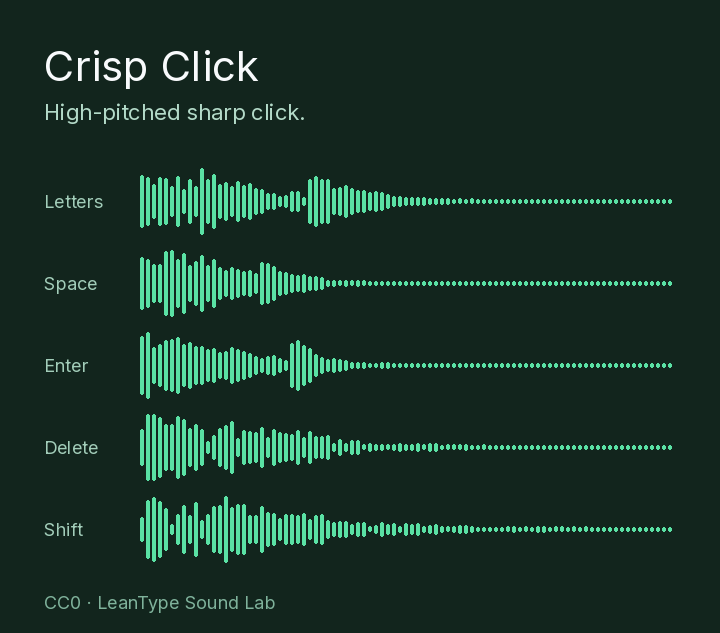 Crisp Click
High-pitched sharp click.
Letters
Space
Enter
Delete
Shift
CC0 · LeanType Sound Lab